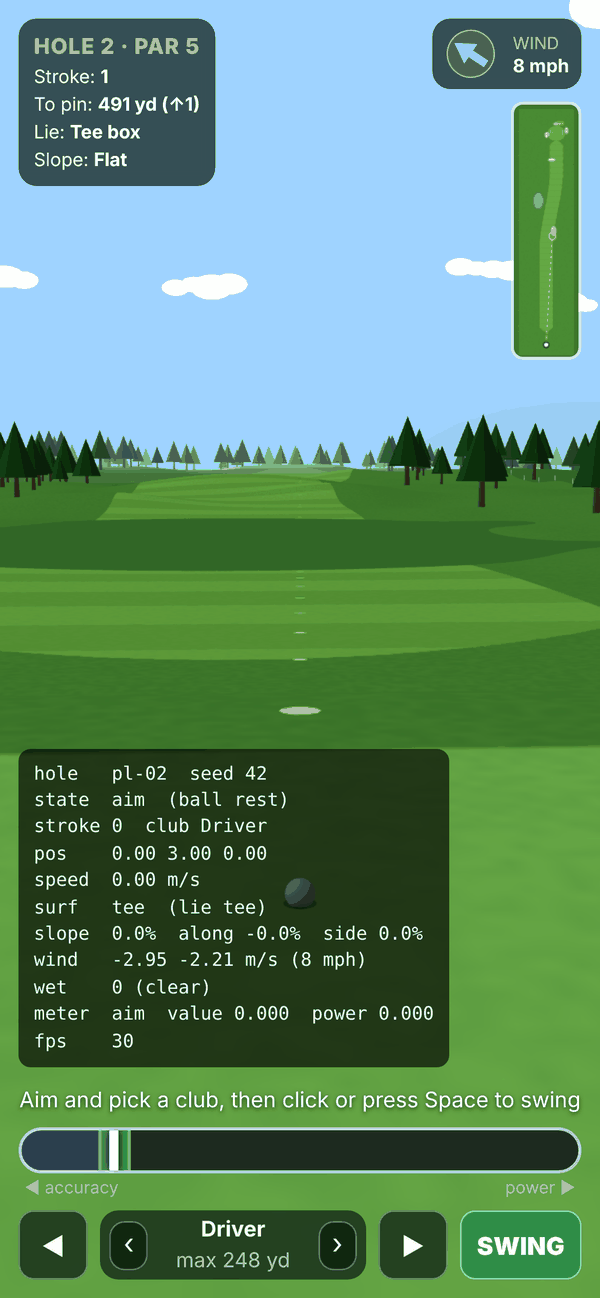 HOLE 2 · PAR 5
Stroke: 1
To pin: 491 yd (↑1)
Lie: Tee box
Slope: Flat
WIND
8 mph
hole pl-02 seed 42
state aim (ball rest)
stroke 0 club Driver
pos 0.00 3.00 0.00
speed 0.00 m/s
surf tee (lie tee)
slope 0.0% along -0.0% side 0.0%
wind -2.95 -2.21 m/s (8 mph)
wet 0 (clear)
meter aim value 0.000 power 0.000
fps 30
Aim and pick a club, then click or press Space to swing
◀ accuracy
power ▶
◀
‹
Driver
max 248 yd
›
▶
SWING